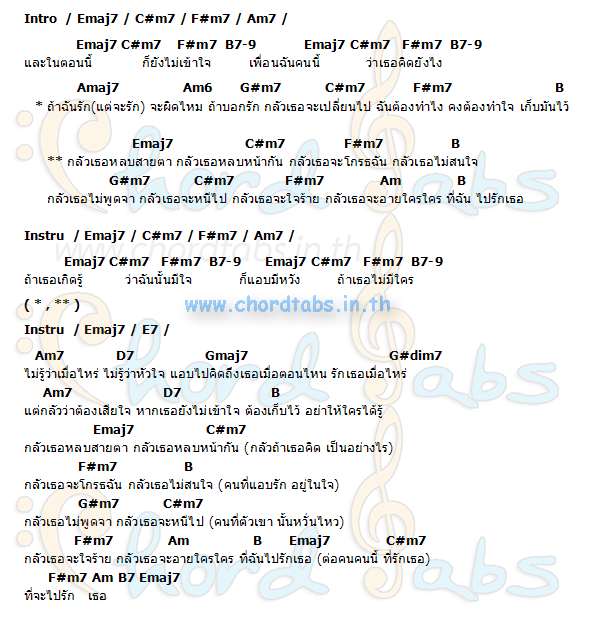 Intro / Emaj7 / C#m7 / F#m7 / Am7 /
Emaj7 C#m7 F#m7 B7-9 Emaj7 C#m7 F#m7 B7-9
และในตอนนี้ ก็ยังไม่เข้าใจ เพื่อนฉันคนนี้ ว่าเธอคิดยังไง
Amaj7 Am6 G#m7 C#m7 F#m7 B
* ถ้าฉันรัก(แต่จะรัก) จะผิดไหม ถ้าบอกรัก กลัวเธอจะเปลี่ยนไป ฉันต้องทำไง คงต้องทำใจ เก็บมันไว้
Emaj7 C#m7 F#m7 B
** กลัวเธอหลบสายตา กลัวเธอหลบหน้ากัน กลัวเธอจะโกรธฉัน กลัวเธอไม่สนใจ
G#m7 C#m7 F#m7 Am B
กลัวเธอไม่พูดจา กลัวเธอจะหนีไป กลัวเธอจะใจร้าย กลัวเธอจะอายใครใคร ที่ฉัน ไปรักเธอ
Instru / Emaj7 / C#m7 / F#m7 / Am7 /
Emaj7 C#m7 F#m7 B7-9 Emaj7 C#m7 F#m7 B7-9
ถ้าเธอเกิดรู้ ว่าฉันนั้นมีใจ ก็แอบมีหวัง ถ้าเธอไม่มีใคร
( * , ** )
www.chordtabs.in.th
Instru / Emaj7 / E7 /
Am7 D7 Gmaj7 G#dim7
ไม่รู้ว่าเมื่อไหร่ ไม่รู้ว่าหัวใจ แอบไปคิดถึงเธอเมื่อตอนไหน รักเธอเมื่อไหร่
Am7 D7 B
แต่กลัวว่าต้องเสียใจ หากเธอยังไม่เข้าใจ ต้องเก็บไว้ อย่าให้ใครได้รู้
Emaj7 C#m7
กลัวเธอหลบสายตา กลัวเธอหลบหน้ากัน (กลัวถ้าเธอคิด เป็นอย่างไร)
F#m7 B
กลัวเธอจะโกรธฉัน กลัวเธอไม่สนใจ (คนที่แอบรัก อยู่ในใจ)
G#m7 C#m7
กลัวเธอไม่พูดจา กลัวเธอจะหนีไป (คนที่ตัวเขา นั้นหวั่นไหว)
F#m7 Am B Emaj7 C#m7
กลัวเธอจะใจร้าย กลัวเธอจะอายใครใคร ที่ฉันไปรักเธอ (ต่อคนคนนี้ ที่รักเธอ)
F#m7 Am B7 Emaj7
ที่จะไปรัก เธอ